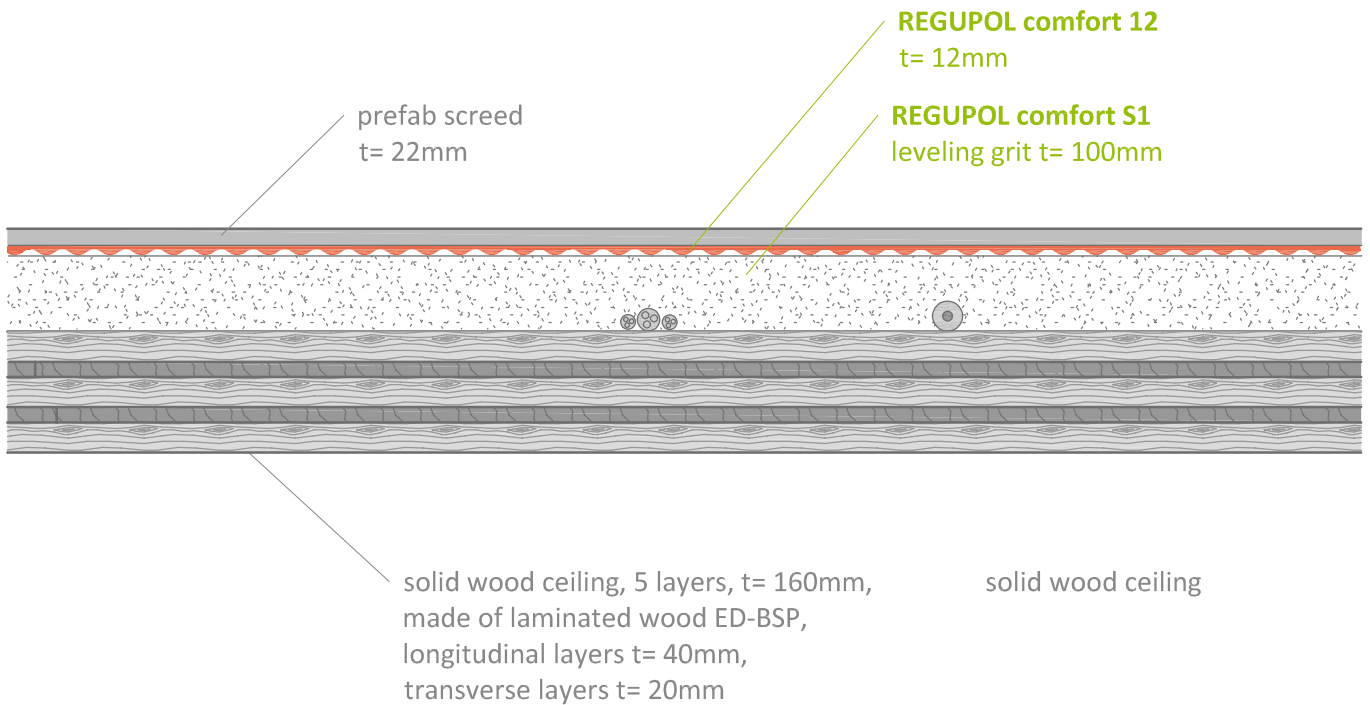 REGUPOL comfort 12
t= 12mm
prefab screed
t= 22mm
REGUPOL comfort S1
leveling grit t= 100mm
solid wood ceiling, 5 layers, t= 160mm,
made of laminated wood ED-BSP,
longitudinal layers t= 40mm,
transverse layers t= 20mm
solid wood ceiling